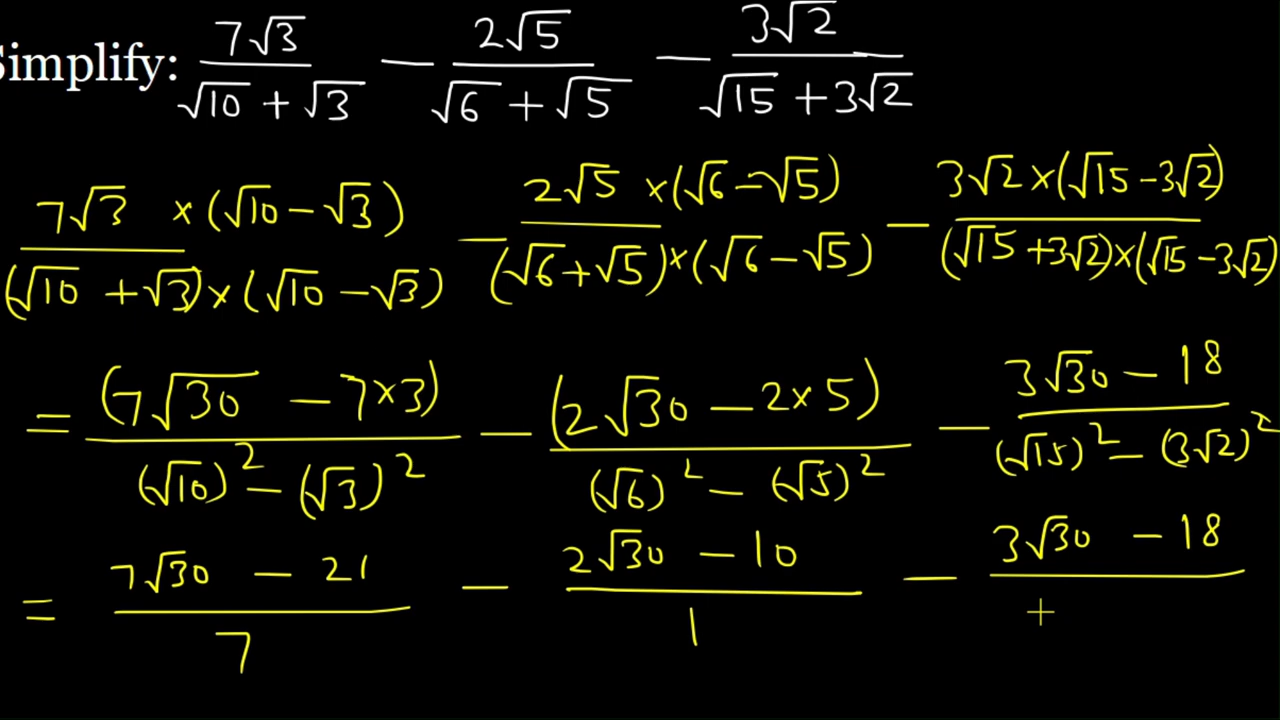 Simplify: 7√3/(√10 + √3) − 2√5/(√6 + √5) − 3√2/(√15 + 3√2)
7√3 ×(√10 − √3)/((√10 + √3)×(√10 − √3)) − 2√5 ×(√6 − √5)/((√6 + √5)×(√6 − √5)) − 3√2×(√15 − 3√2)/((√15 + 3√2)×(√15 − 3√2))
= (7√30 − 7×3)/((√10)² − (√3)²) − (2√30 − 2×5)/((√6)² − (√5)²) − (3√30 − 18)/((√15)² − (3√2)²)
= (7√30 − 21)/7 − (2√30 − 10)/1 − (3√30 − 18)/+